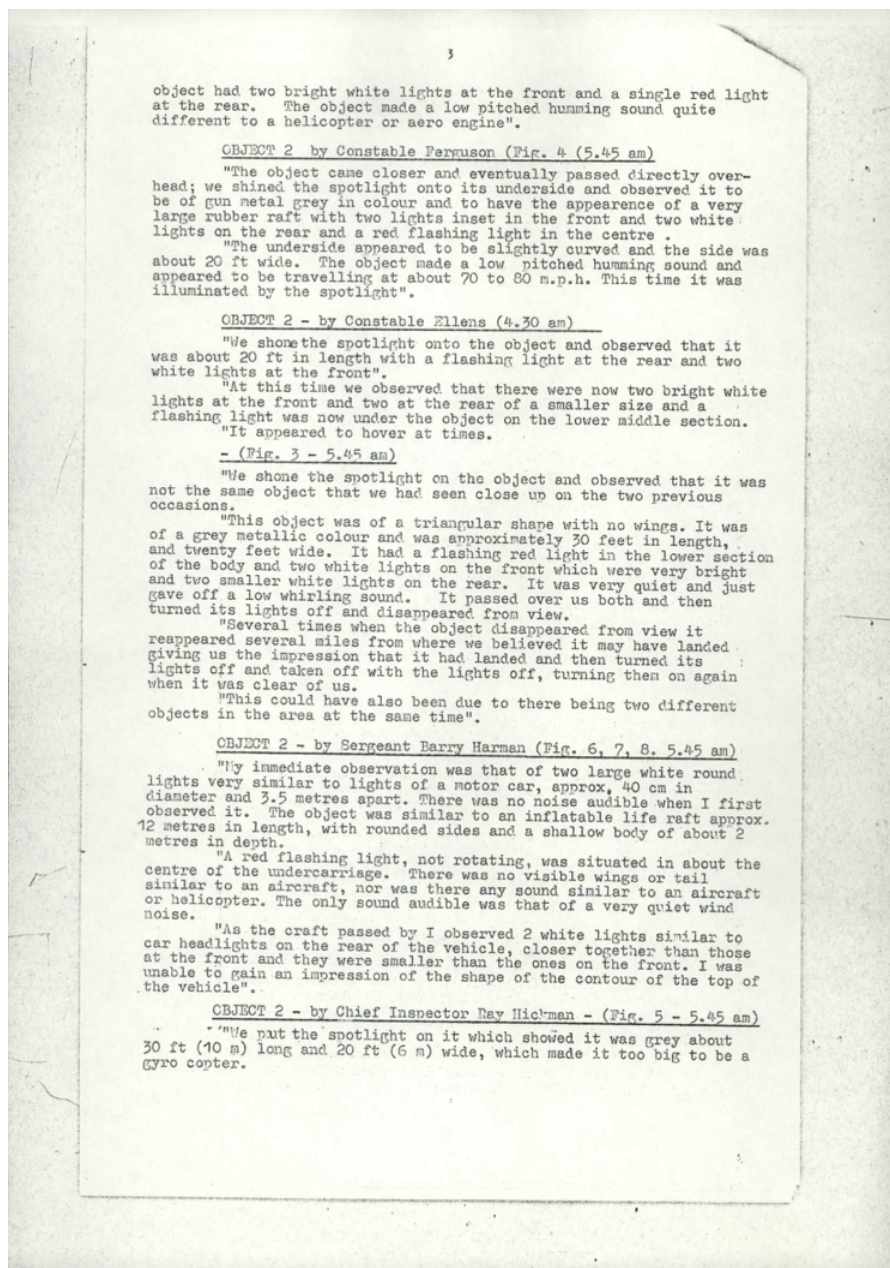 3
object had two bright white lights at the front and a single red light
at the rear. The object made a low pitched humming sound quite
different to a helicopter or aero engine".
OBJECT 2 by Constable Ferguson (Fig. 4 (5.45 am)
"The object came closer and eventually passed directly over-
head; we shined the spotlight onto its underside and observed it to
be of gun metal grey in colour and to have the appearence of a very
large rubber raft with two lights inset in the front and two white
lights on the rear and a red flashing light in the centre .
"The underside appeared to be slightly curved and the side was
about 20 ft wide. The object made a low pitched humming sound and
appeared to be travelling at about 70 to 80 m.p.h. This time it was
illuminated by the spotlight".
OBJECT 2 - by Constable Ellens (4.30 am)
"We shone the spotlight onto the object and observed that it
was about 20 ft in length with a flashing light at the rear and two
white lights at the front".
"At this time we observed that there were now two bright white
lights at the front and two at the rear of a smaller size and a
flashing light was now under the object on the lower middle section.
"It appeared to hover at times.
- (Fig. 3 - 5.45 am)
"We shone the spotlight on the object and observed that it was
not the same object that we had seen close up on the two previous
occasions.
"This object was of a triangular shape with no wings. It was
of a grey metallic colour and was approximately 30 feet in length,
and twenty feet wide. It had a flashing red light in the lower section
of the body and two white lights on the front which were very bright
and two smaller white lights on the rear. It was very quiet and just
gave off a low whirling sound. It passed over us both and then
turned its lights off and disappeared from view.
"Several times when the object disappeared from view it
reappeared several miles from where we believed it may have landed
giving us the impression that it had landed and then turned its
lights off and taken off with the lights off, turning them on again
when it was clear of us.
"This could have also been due to there being two different
objects in the area at the same time".
OBJECT 2 - by Sergeant Barry Harman (Fig. 6, 7, 8. 5.45 am)
"My immediate observation was that of two large white round
lights very similar to lights of a motor car, approx. 40 cm in
diameter and 3.5 metres apart. There was no noise audible when I first
observed it. The object was similar to an inflatable life raft approx.
12 metres in length, with rounded sides and a shallow body of about 2
metres in depth.
"A red flashing light, not rotating, was situated in about the
centre of the undercarriage. There was no visible wings or tail
similar to an aircraft, nor was there any sound similar to an aircraft
or helicopter. The only sound audible was that of a very quiet wind
noise.
"As the craft passed by I observed 2 white lights similar to
car headlights on the rear of the vehicle, closer together than those
at the front and they were smaller than the ones on the front. I was
unable to gain an impression of the shape of the contour of the top of
the vehicle".
OBJECT 2 - by Chief Inspector Ray Hickman - (Fig. 5 - 5.45 am)
"We put the spotlight on it which showed it was grey about
30 ft (10 m) long and 20 ft (6 m) wide, which made it too big to be a
gyro copter.